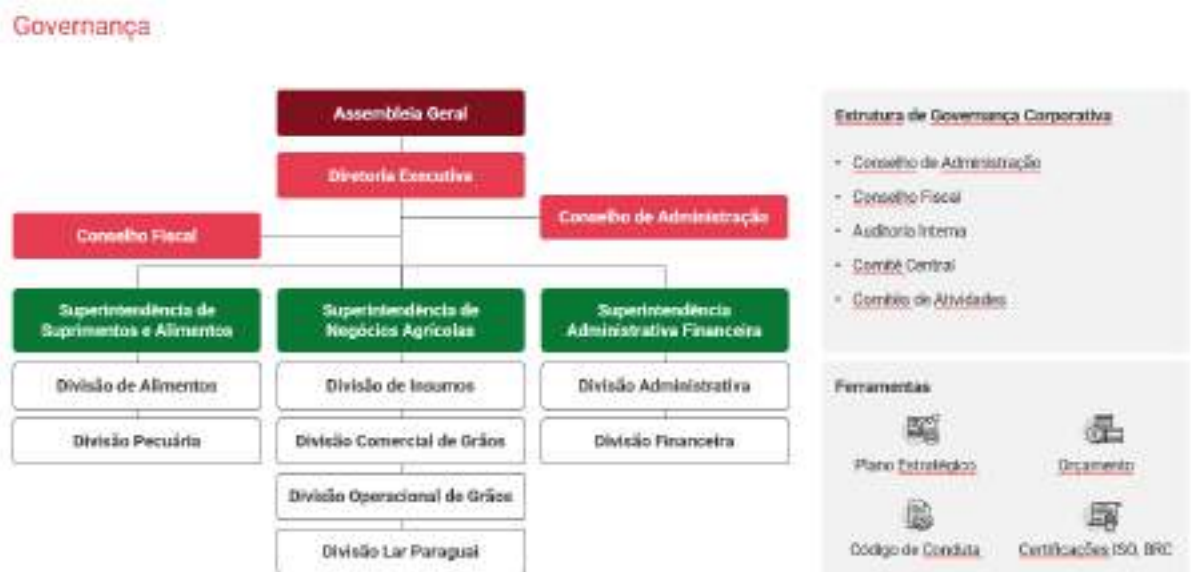 Governança
Assembleia Geral
Diretoria Executiva
Conselho de Administração
Conselho Fiscal
Superintendência de
Suprimentos e Alimentos
Superintendência de
Negócios Agrícolas
Superintendência
Administrativa Financeira
Divisão de Alimentos
Divisão de Insumos
Divisão Administrativa
Divisão Pecuária
Divisão Comercial de Grãos
Divisão Financeira
Divisão Operacional de Grãos
Divisão Lar Paraguai
Estrutura de Governança Corporativa
• Conselho de Administração
• Conselho Fiscal
• Auditoria Interna
• Comitê Central
• Comitês de Atividades
Ferramentas
Plano Estratégico
Orçamento
Código de Conduta
Certificações ISO, BRC